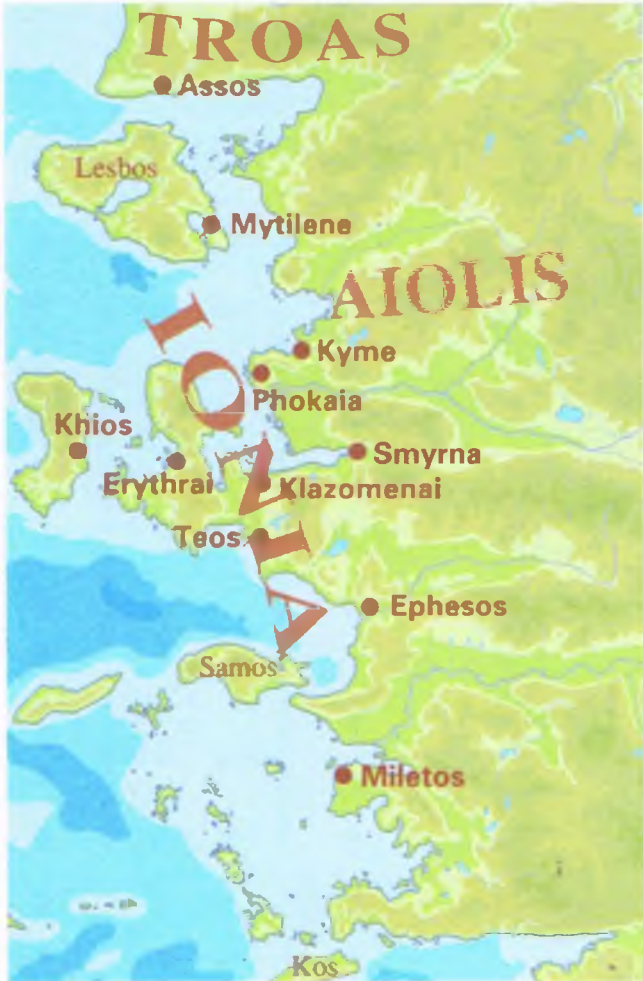 TROAS
Assos
Lesbos
Mytilene
AIOLIS
IONIA
Kyme
Phokaia
Khios
Smyrna
Erythrai
Klazomenai
Teos
Ephesos
Samos
Miletos
Kos